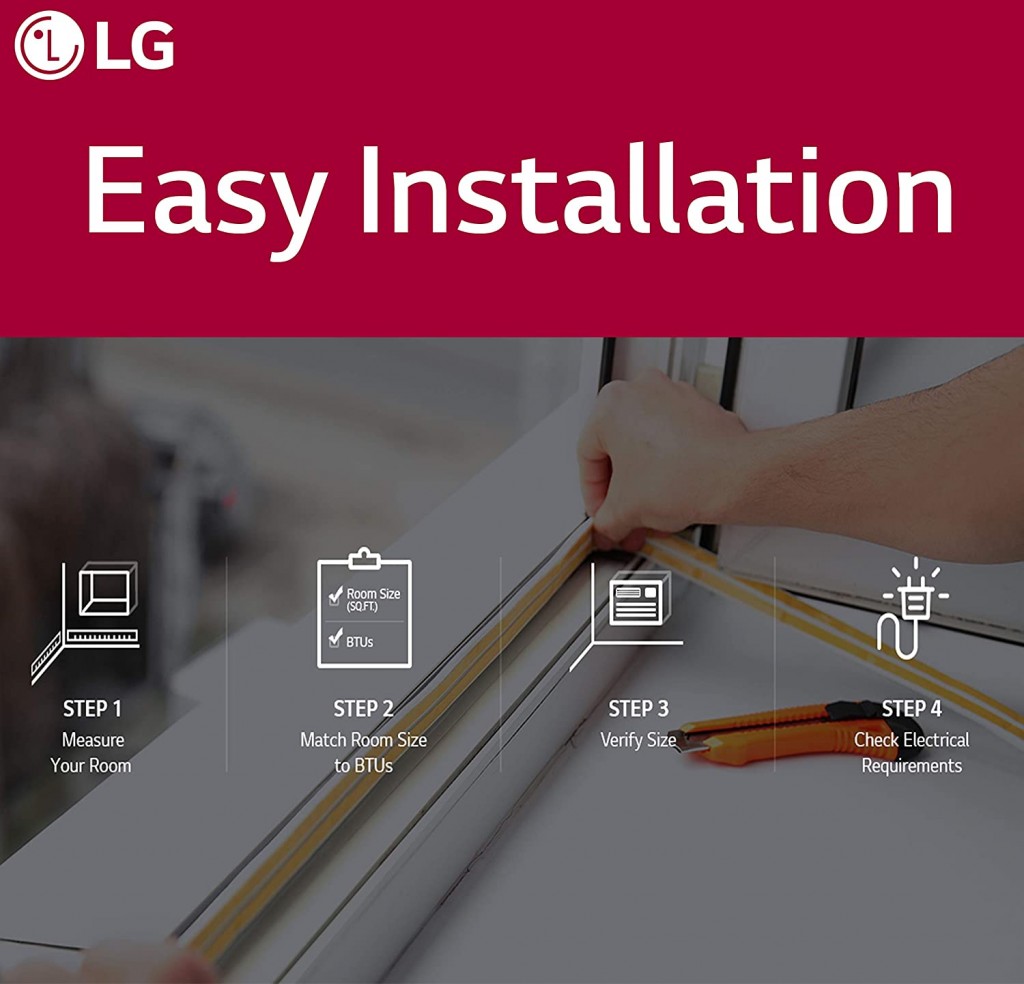 LG
Easy Installation
Room Size
(SQ.FT.)
BTUs
STEP 1
Measure
Your Room
STEP 2
Match Room Size
to BTUs
STEP 3
Verify Size
STEP 4
Check Electrical
Requirements